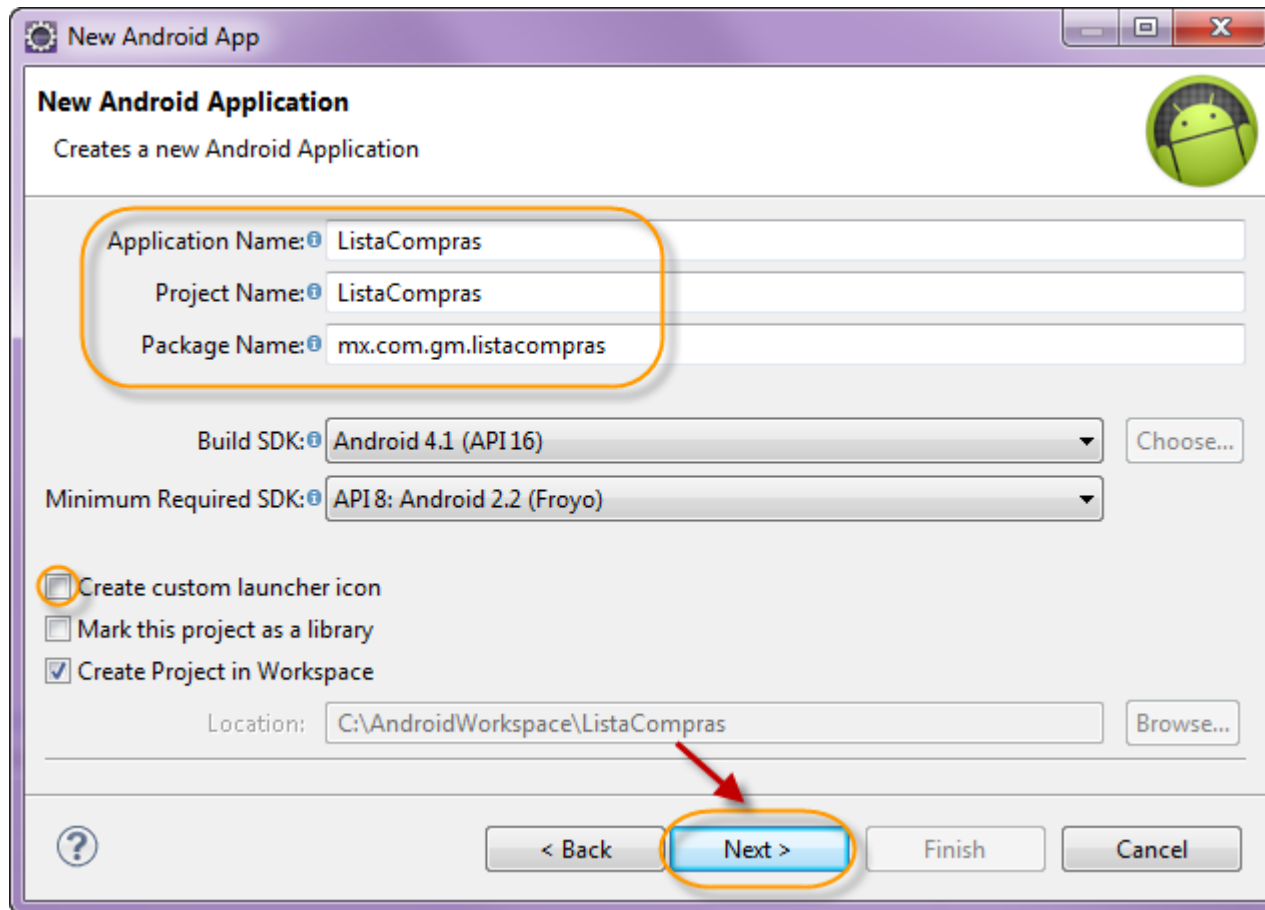 New Android App
New Android Application
Creates a new Android Application
Application Name: ListaCompras
Project Name: ListaCompras
Package Name: mx.com.gm.listacompras
Build SDK: Android 4.1 (API 16) Choose...
Minimum Required SDK: API 8: Android 2.2 (Froyo)
Create custom launcher icon
Mark this project as a library
Create Project in Workspace
Location: C:\AndroidWorkspace\ListaCompras Browse...
? < Back Next > Finish Cancel